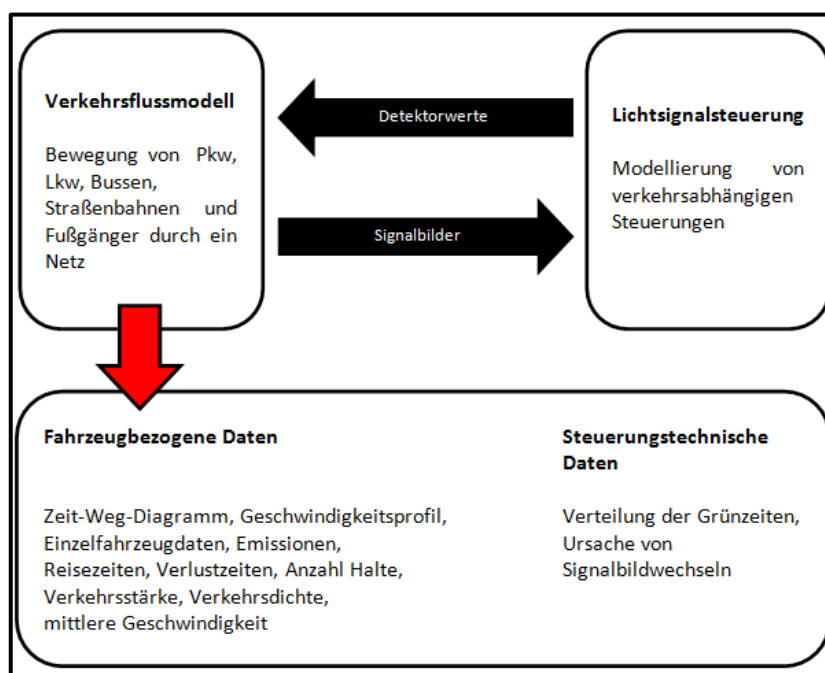 Verkehrsflussmodell
Bewegung von Pkw,
Lkw, Bussen,
Straßenbahnen und
Fußgänger durch ein
Netz
Detektorwerte
Signalbilder
Lichtsignalsteuerung
Modellierung von
verkehrsabhängigen
Steuerungen
Fahrzeugbezogene Daten
Zeit-Weg-Diagramm, Geschwindigkeitsprofil,
Einzelfahrzeugdaten, Emissionen,
Reisezeiten, Verlustzeiten, Anzahl Halte,
Verkehrsstärke, Verkehrsdichte,
mittlere Geschwindigkeit
Steuerungstechnische
Daten
Verteilung der Grünzeiten,
Ursache von
Signalbildwechseln